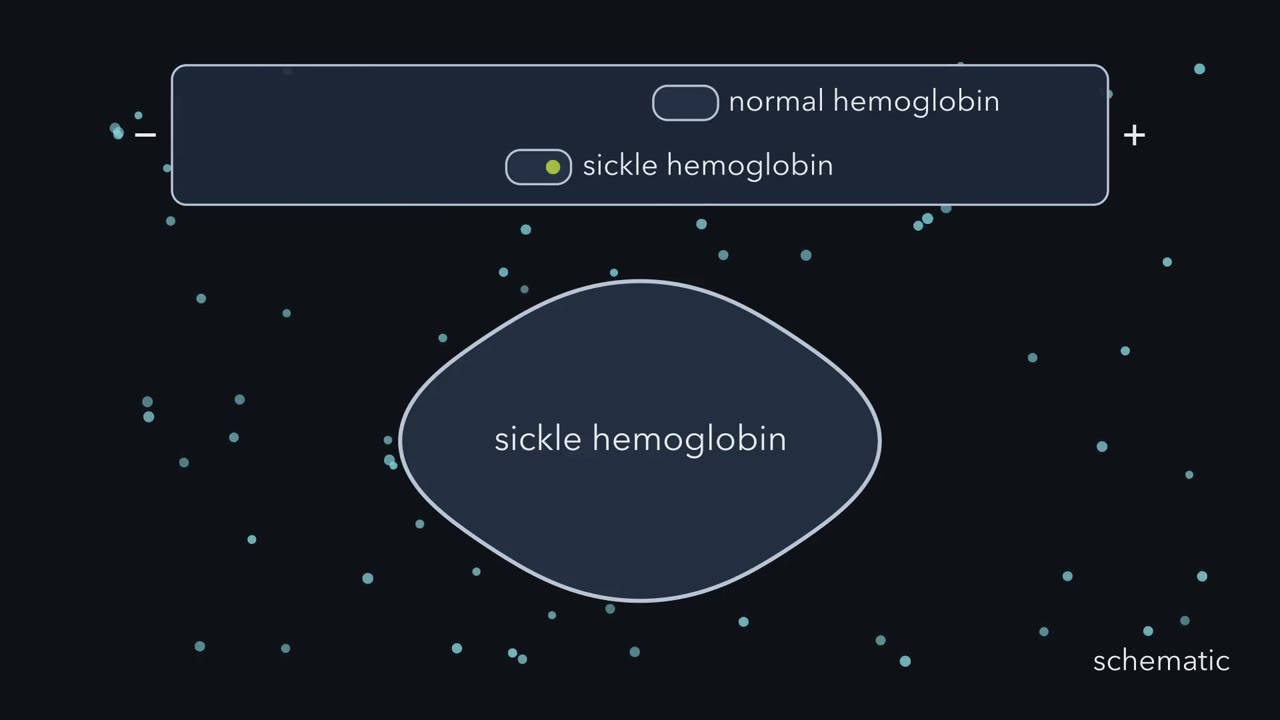 normal hemoglobin
− +
sickle hemoglobin
sickle hemoglobin
schematic